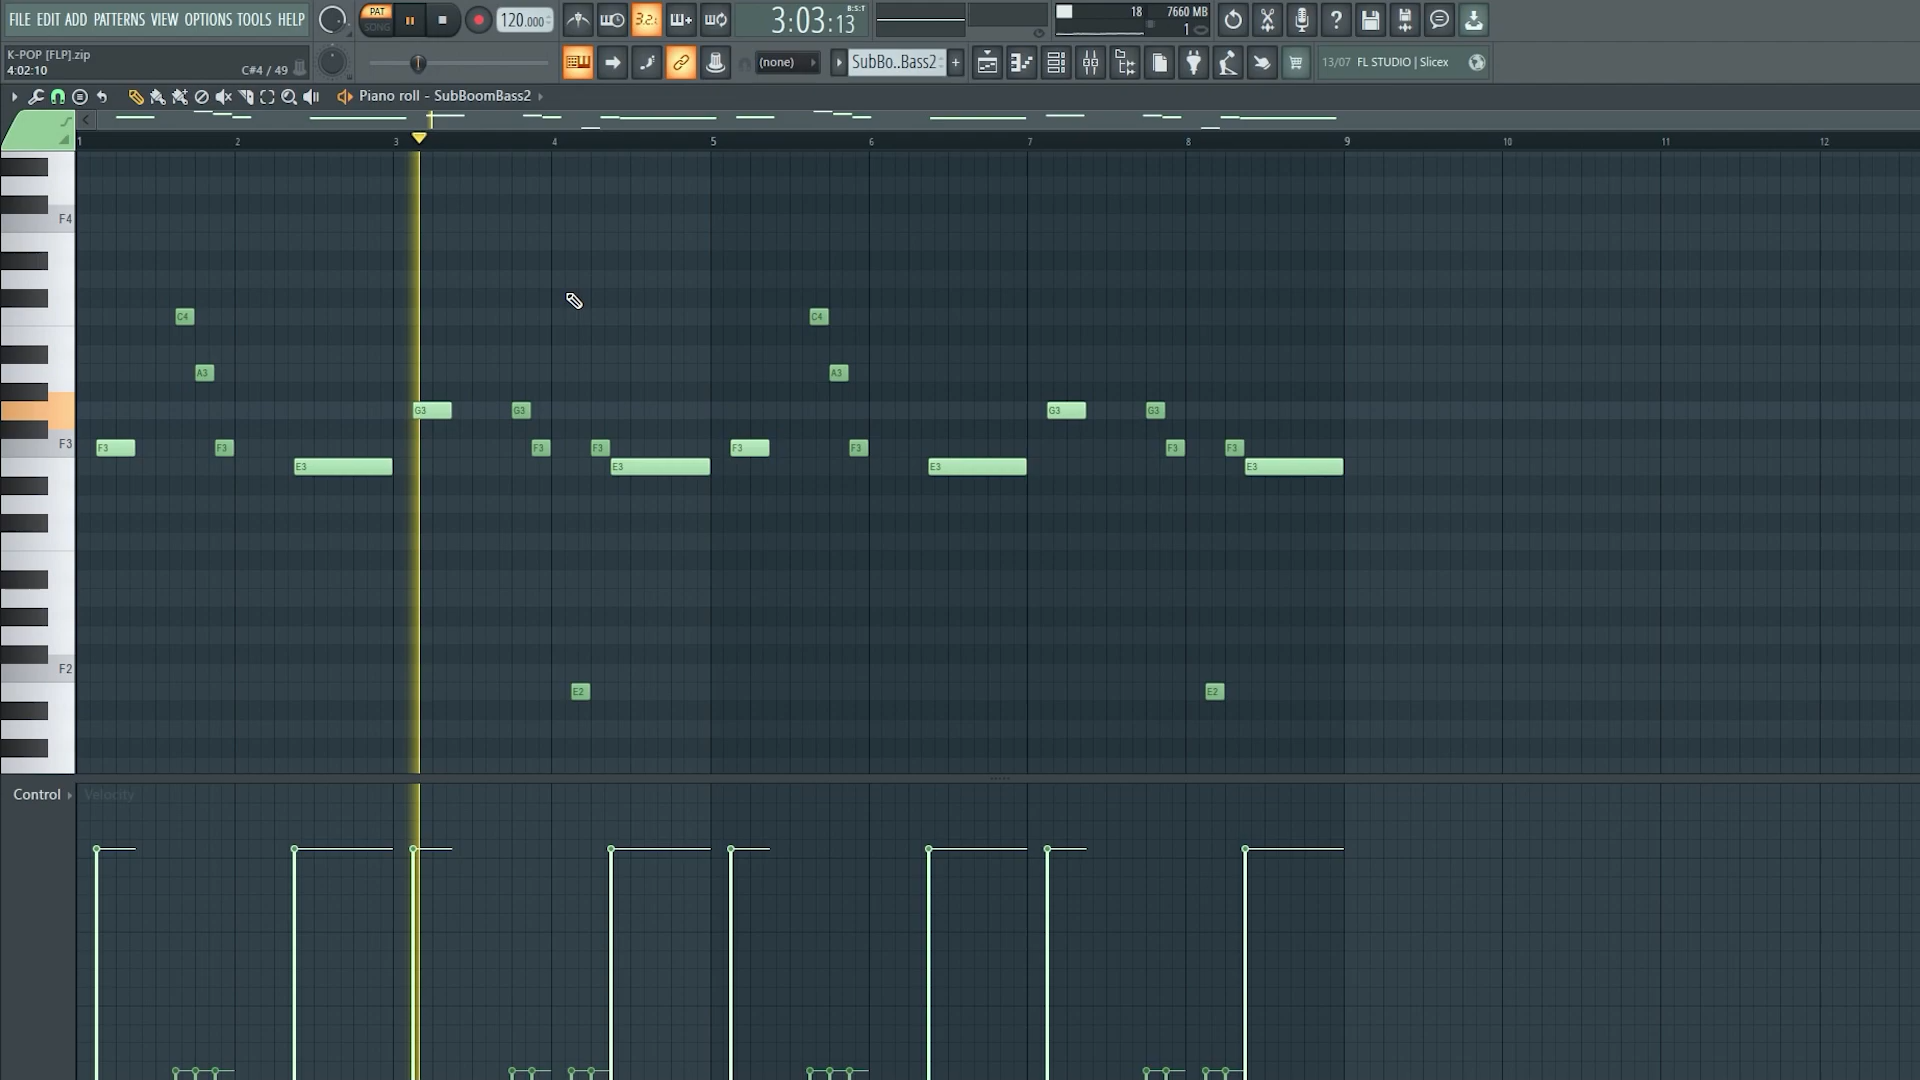 FILE EDIT ADD PATTERNS VIEW OPTIONS TOOLS HELP
PAT
SONG
120.000
32:
3:03:13
B:S:T
18
7660 MB
1
K-POP [FLP].zip
4:02:10
C#4 / 49
(none)
SubBo..Bass2
+
13/07 FL STUDIO | Slicex
Piano roll - SubBoomBass2
1 2 3 4 5 6 7 8 9 10 11 12
F4
C4 C4
A3 A3
G3 G3 G3 G3
F3
F3 F3 F3 F3 F3 F3 F3 F3
E3 E3 E3 E3
F2
E2 E2
Control
Velocity